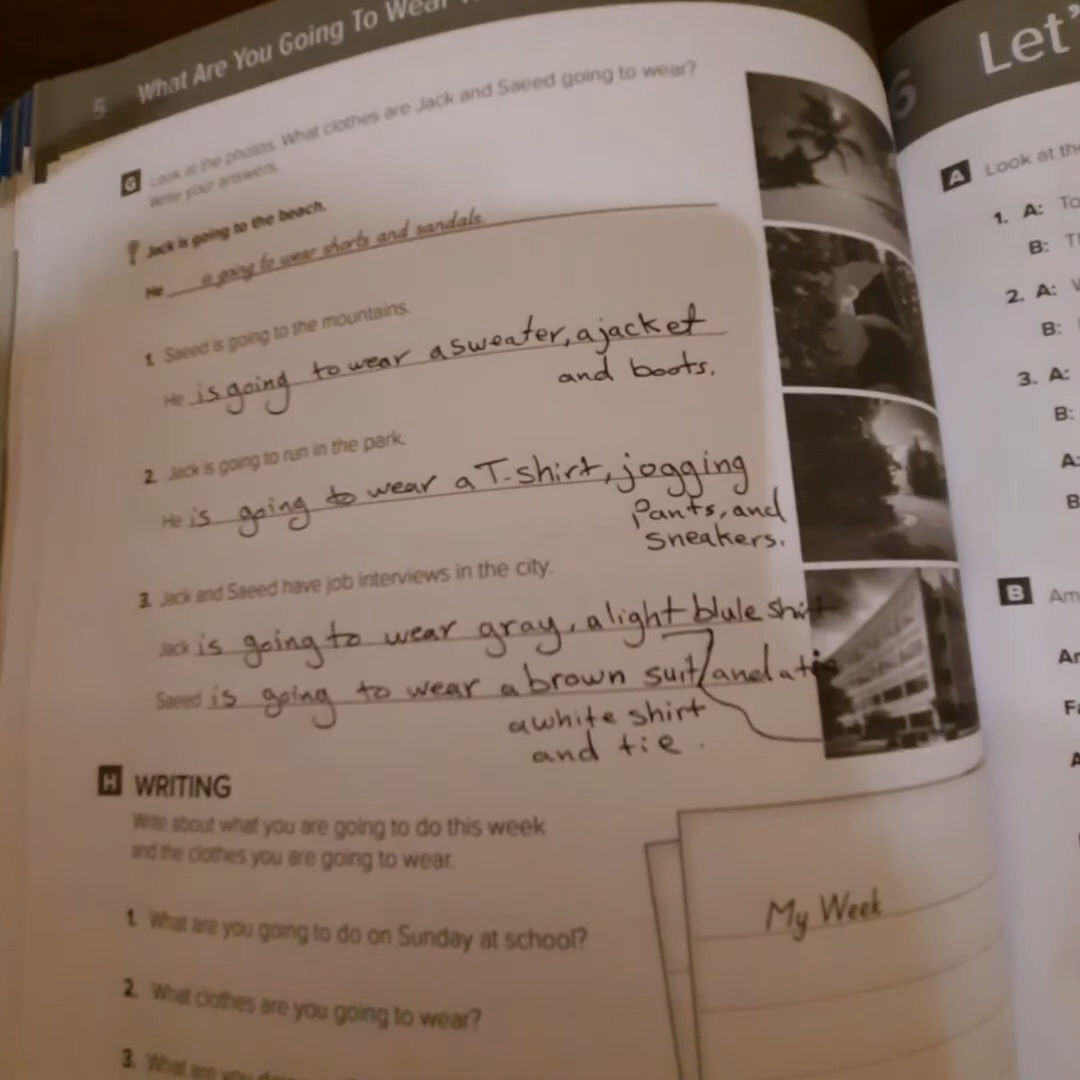 5 What Are You Going To Wear
G Look at the photos. What clothes are Jack and Saeed going to wear?
Write your answers.
Jack is going to the beach.
He a going to wear shorts and sandals.
1. Saeed is going to the mountains.
He is going to wear a sweater, a jacket
and boots.
2. Jack is going to run in the park.
He is going to wear a T-shirt, jogging
Pants, and
Sneakers.
3. Jack and Saeed have job interviews in the city.
Jack is going to wear gray, a light blule shirt
Saeed is going to wear a brown suit/and a tie
a white shirt
and tie.
H WRITING
Write about what you are going to do this week
and the clothes you are going to wear.
1. What are you going to do on Sunday at school?
2. What clothes are you going to wear?
3. What are you
My Week
6 Let's
A Look at the
1. A: To
B:
2. A:
B:
3. A:
B:
A:
B
B Am